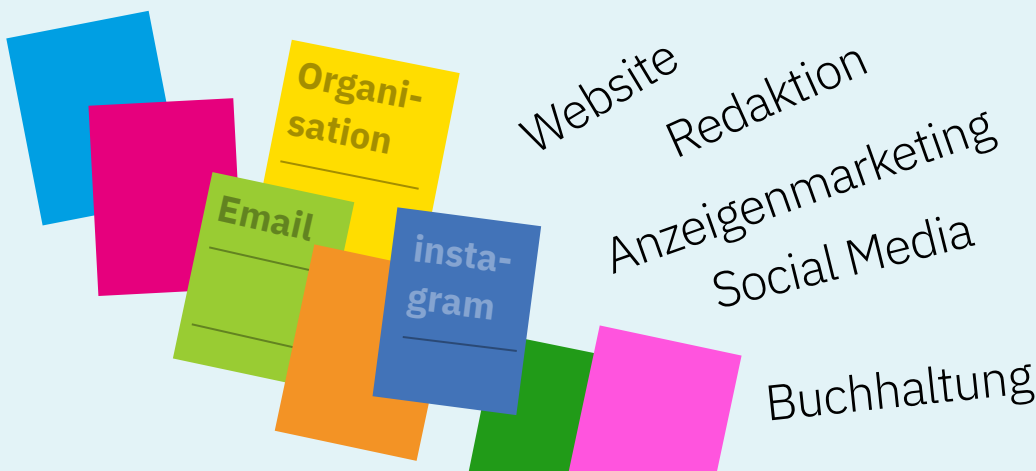 Organi-
sation
Email
insta-
gram
Website
Redaktion
Anzeigenmarketing
Social Media
Buchhaltung